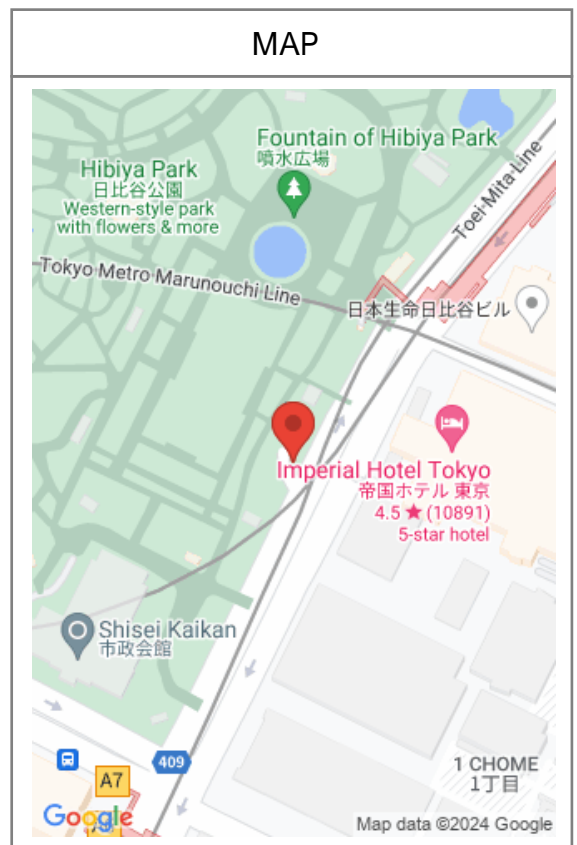 MAP
Fountain of Hibiya Park
噴水広場
Hibiya Park
日比谷公園
Western-style park
with flowers & more
Toei Mita Line
Tokyo Metro Marunouchi Line
日本生命日比谷ビル
Imperial Hotel Tokyo
帝国ホテル 東京
4.5 ★ (10891)
5-star hotel
Shisei Kaikan
市政会館
409
1 CHOME
1丁目
A7
Google
Map data ©2024 Google